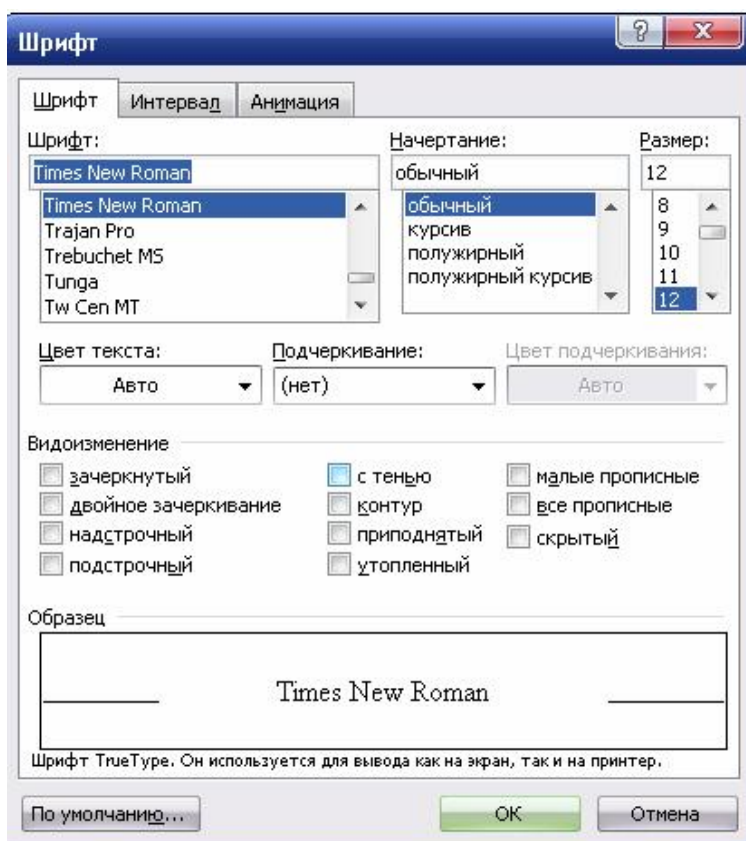 Шрифт
Шрифт Интервал Анимация
Шрифт: Начертание: Размер:
Times New Roman обычный 12
Times New Roman обычный 8
Trajan Pro курсив 9
Trebuchet MS полужирный 10
Tunga полужирный курсив 11
Tw Cen MT 12
Цвет текста: Подчеркивание: Цвет подчеркивания:
Авто (нет) Авто
Видоизменение
зачеркнутый с тенью малые прописные
двойное зачеркивание контур все прописные
надстрочный приподнятый скрытый
подстрочный утопленный
Образец
Times New Roman
Шрифт TrueType. Он используется для вывода как на экран, так и на принтер.
По умолчанию... ОК Отмена